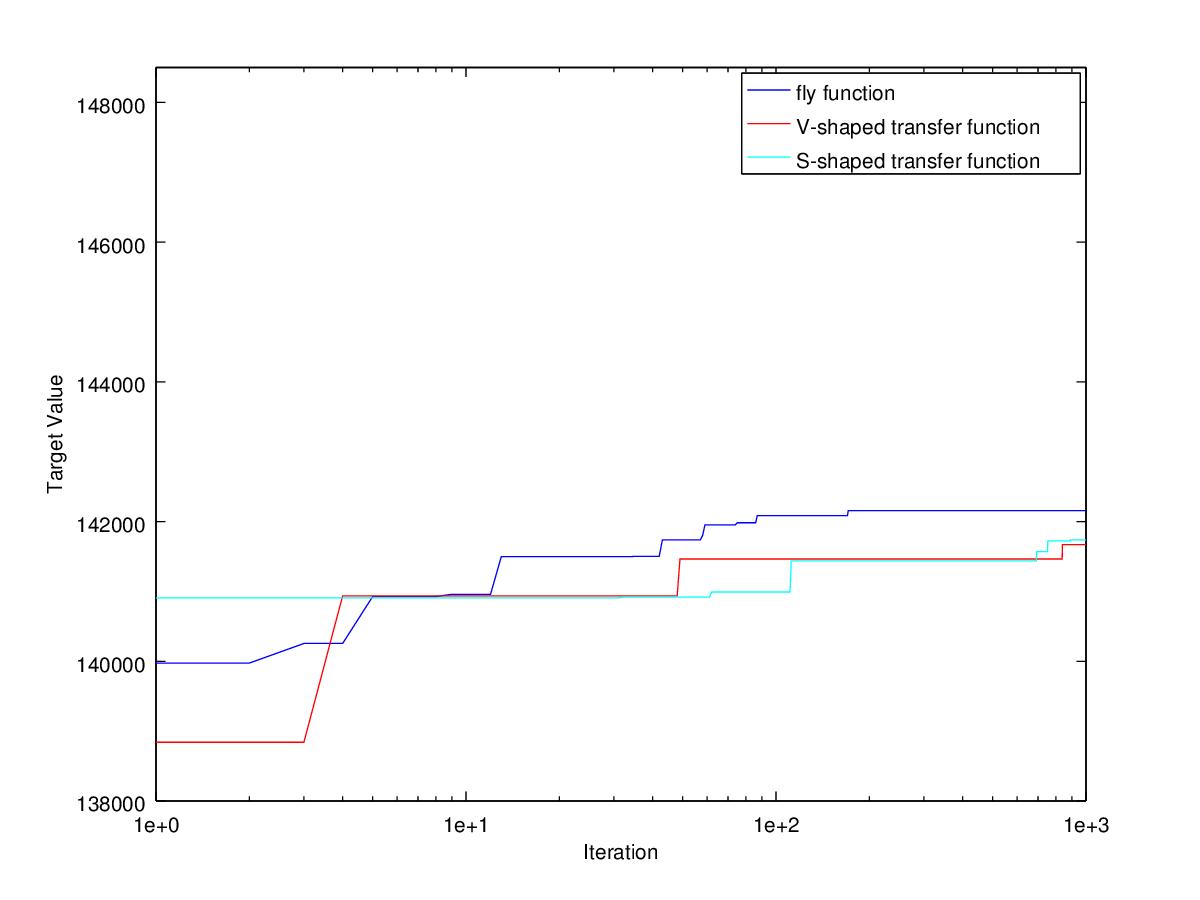 148000
146000
144000
142000
140000
138000
Target Value
fly function
V-shaped transfer function
S-shaped transfer function
1e+0 1e+1 1e+2 1e+3
Iteration